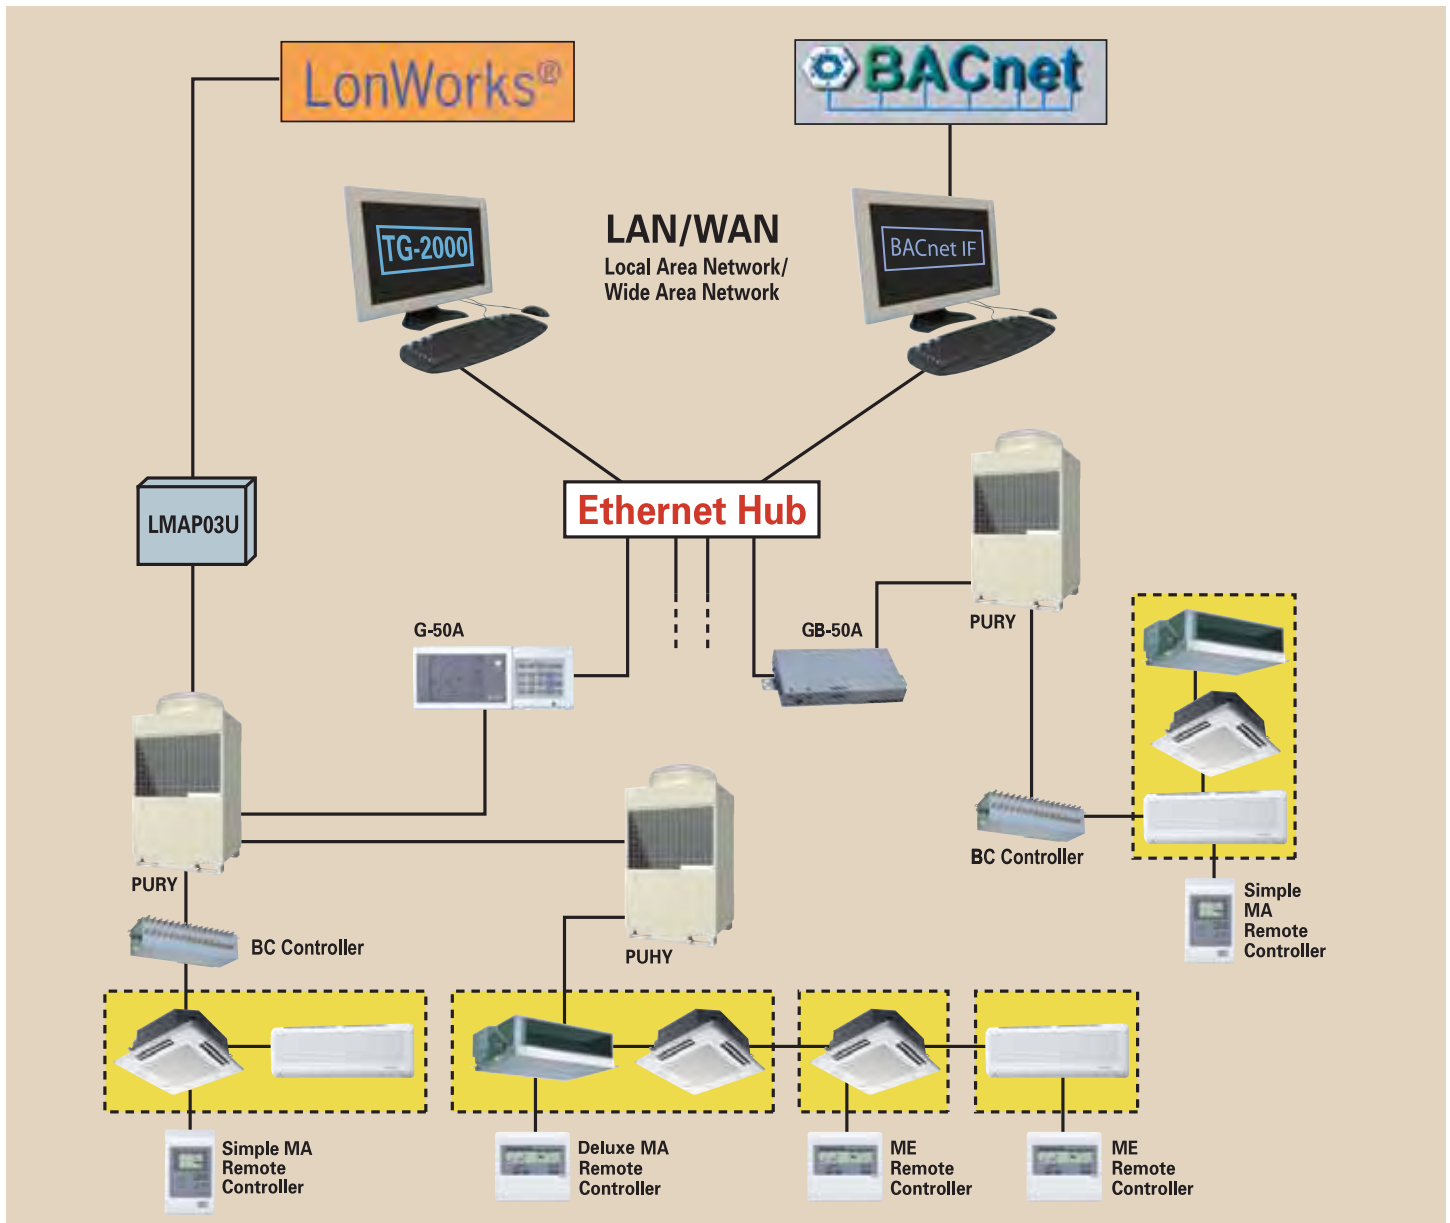 LonWorks®
BACnet
TG-2000
LAN/WAN
Local Area Network/
Wide Area Network
BACnet IF
Ethernet Hub
LMAP03U
G-50A
GB-50A
PURY
PURY
BC Controller
PUHY
BC Controller
Simple
MA
Remote
Controller
Simple MA
Remote
Controller
Deluxe MA
Remote
Controller
ME
Remote
Controller
ME
Remote
Controller